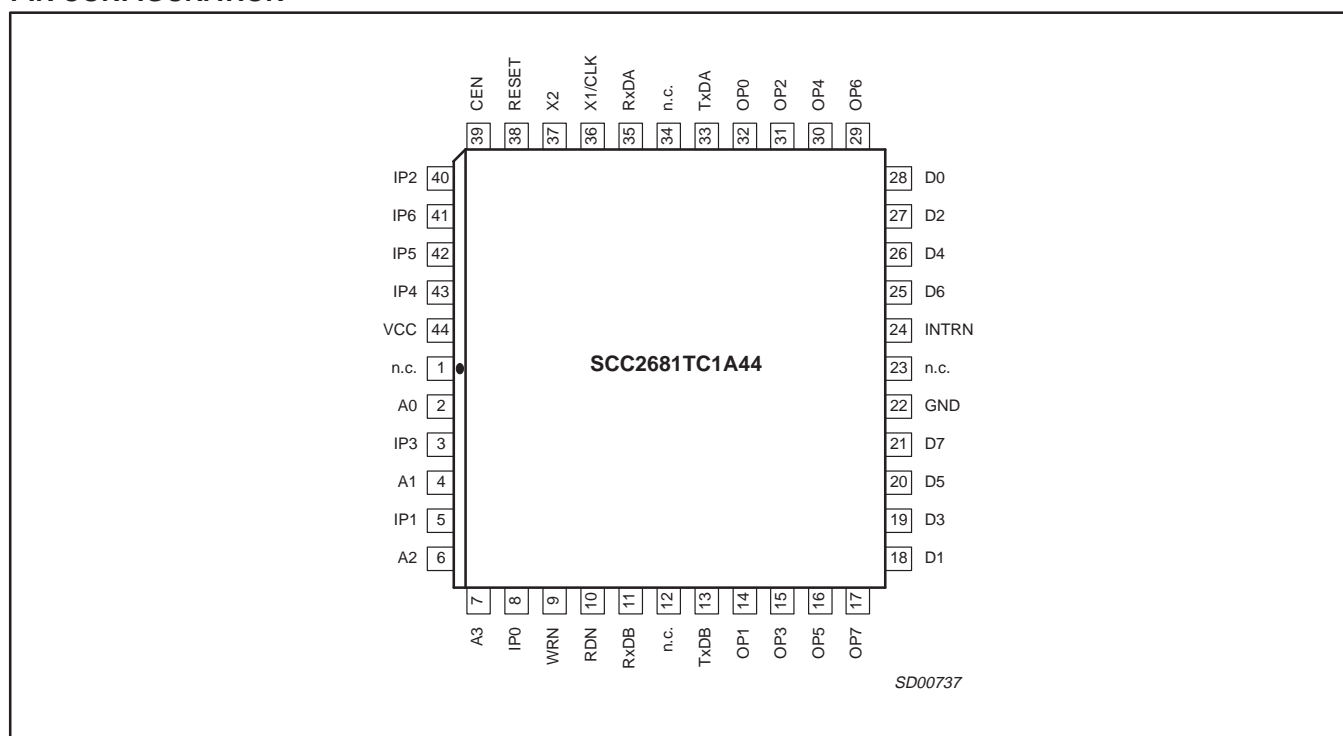 CEN
RESET
X2
X1/CLK
RxDA
n.c.
TxDA
OP0
OP2
OP4
OP6
39
38
37
36
35
34
33
32
31
30
29
IP2 40
28 D0
IP6 41
27 D2
IP5 42
26 D4
IP4 43
25 D6
VCC 44
24 INTRN
n.c. 1
SCC2681TC1A44
23 n.c.
A0 2
22 GND
IP3 3
21 D7
A1 4
20 D5
IP1 5
19 D3
A2 6
18 D1
7
8
9
10
11
12
13
14
15
16
17
A3
IP0
WRN
RDN
RxDB
n.c.
TxDB
OP1
OP3
OP5
OP7
SD00737